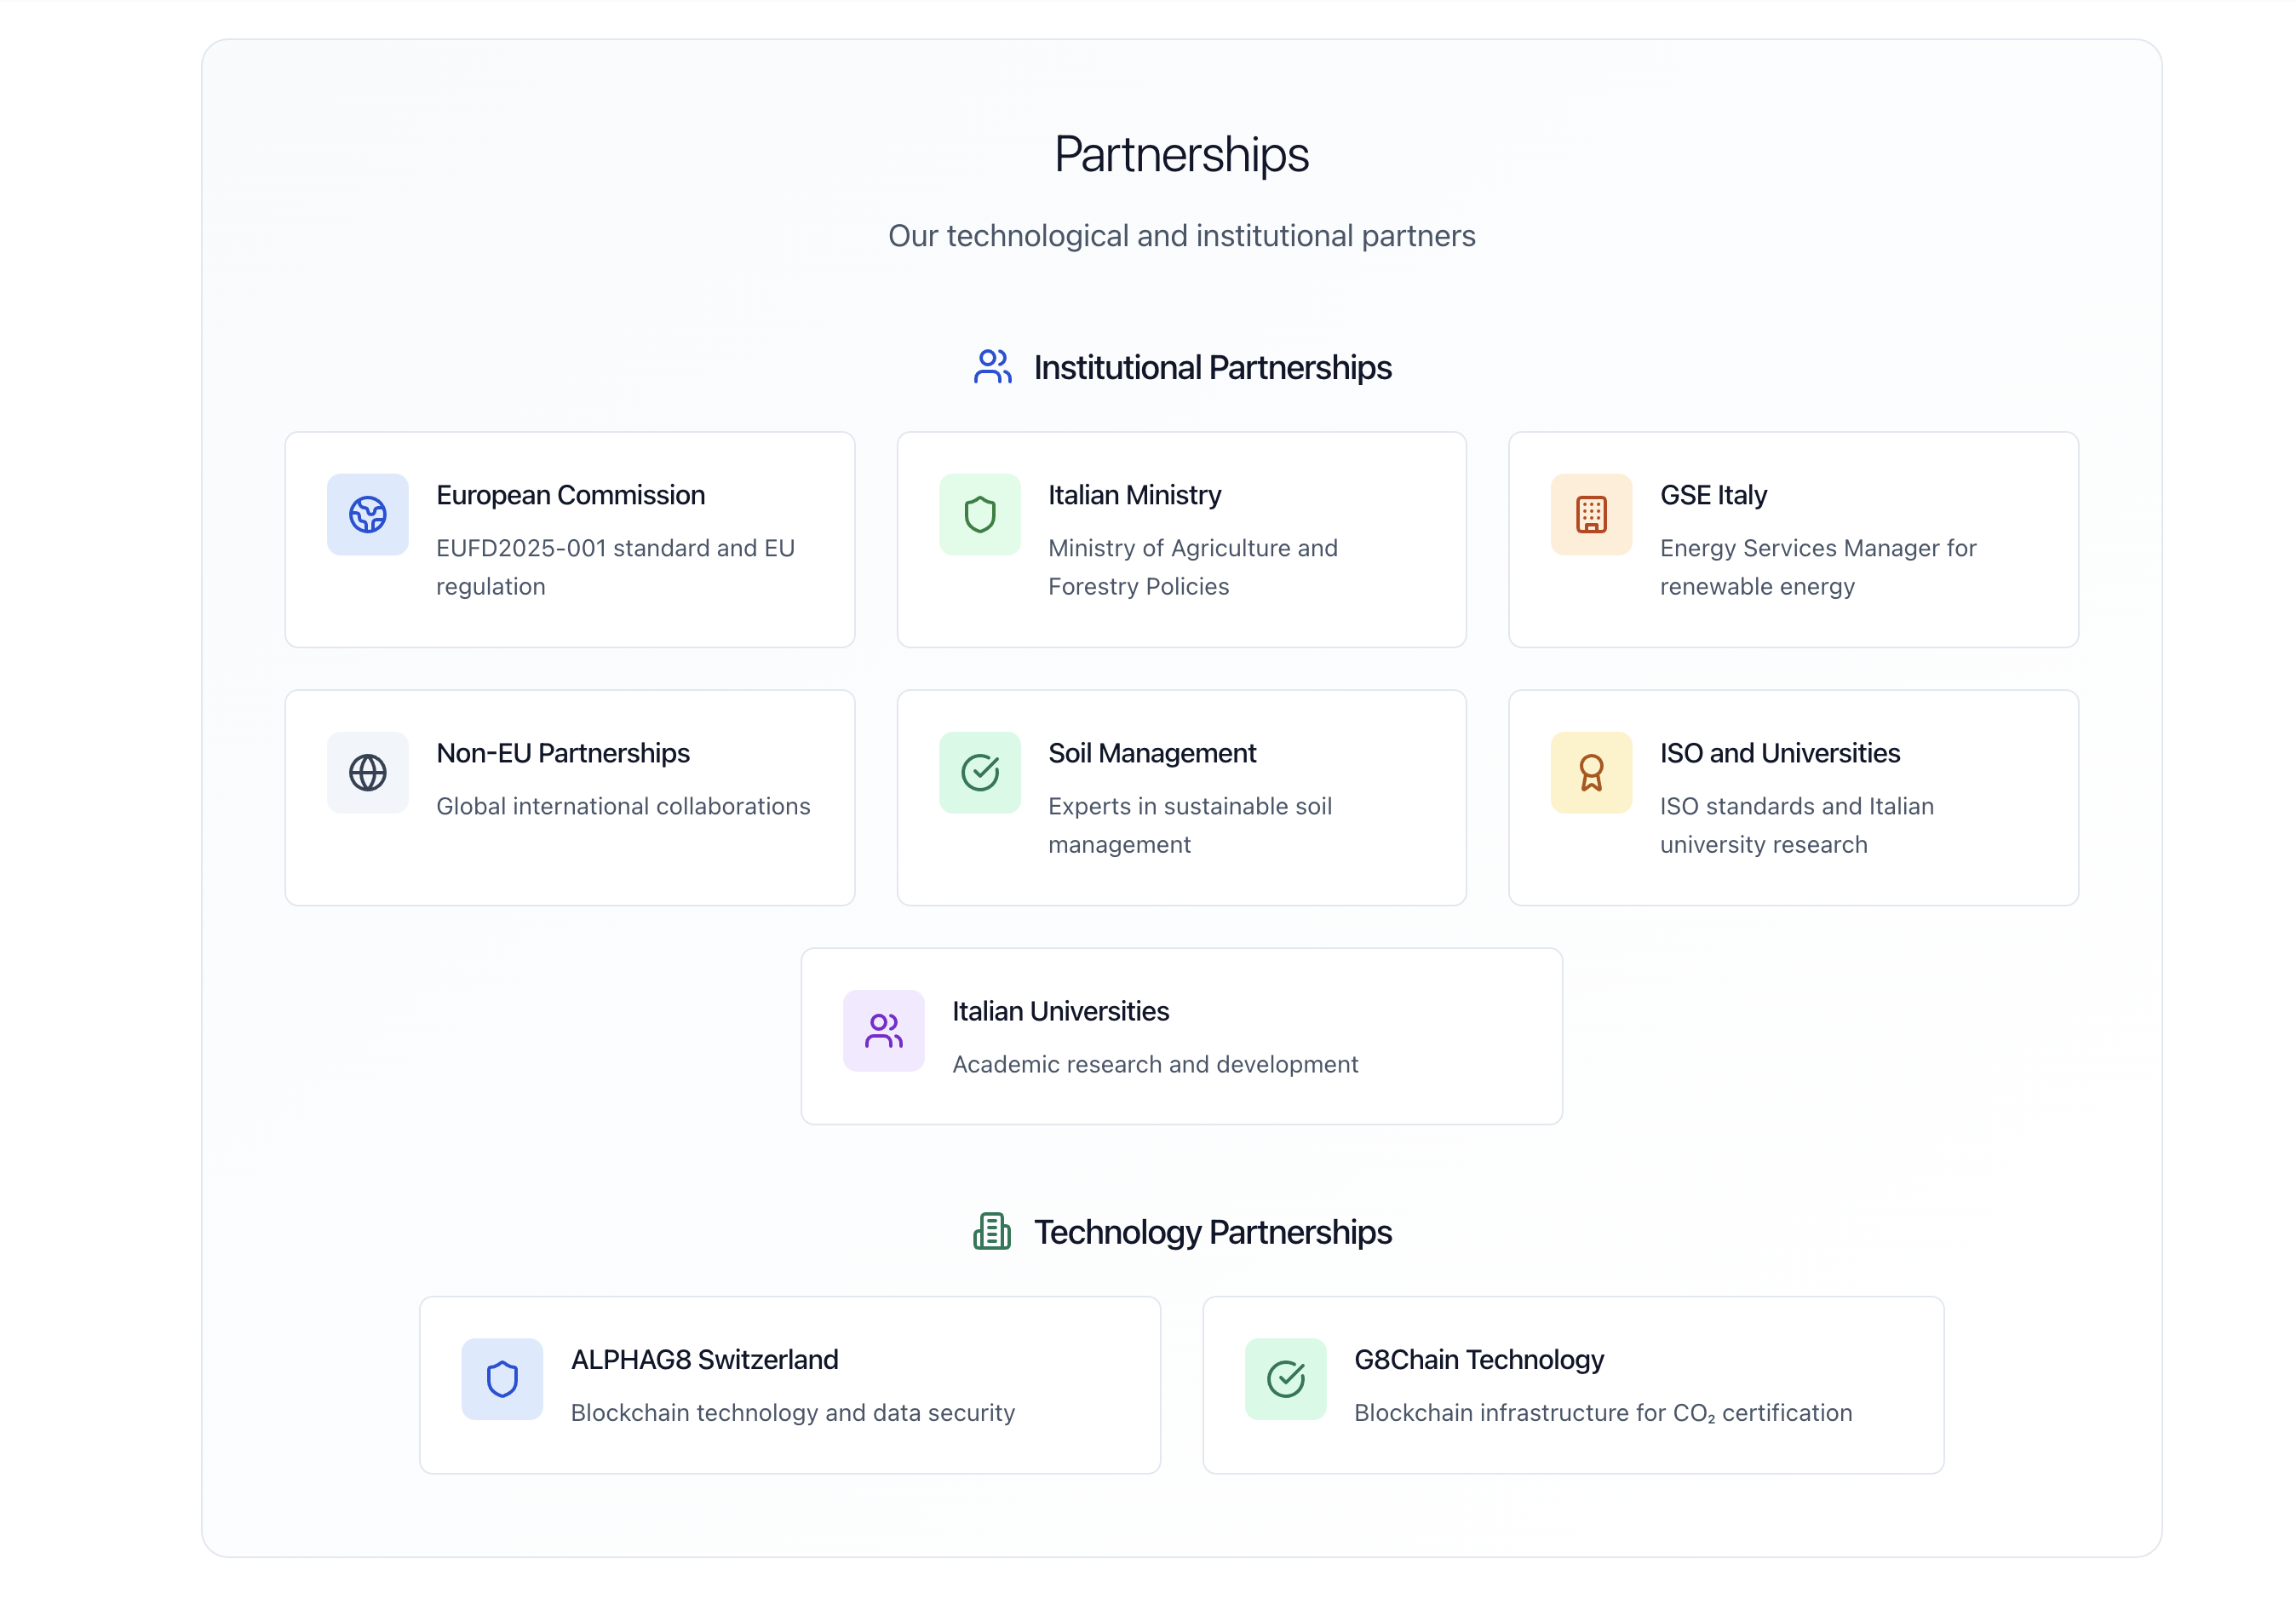 Partnerships
Our technological and institutional partners
Institutional Partnerships
European Commission
EUFD2025-001 standard and EU
regulation
Italian Ministry
Ministry of Agriculture and
Forestry Policies
GSE Italy
Energy Services Manager for
renewable energy
Non-EU Partnerships
Global international collaborations
Soil Management
Experts in sustainable soil
management
ISO and Universities
ISO standards and Italian
university research
Italian Universities
Academic research and development
Technology Partnerships
ALPHAG8 Switzerland
Blockchain technology and data security
G8Chain Technology
Blockchain infrastructure for CO₂ certification